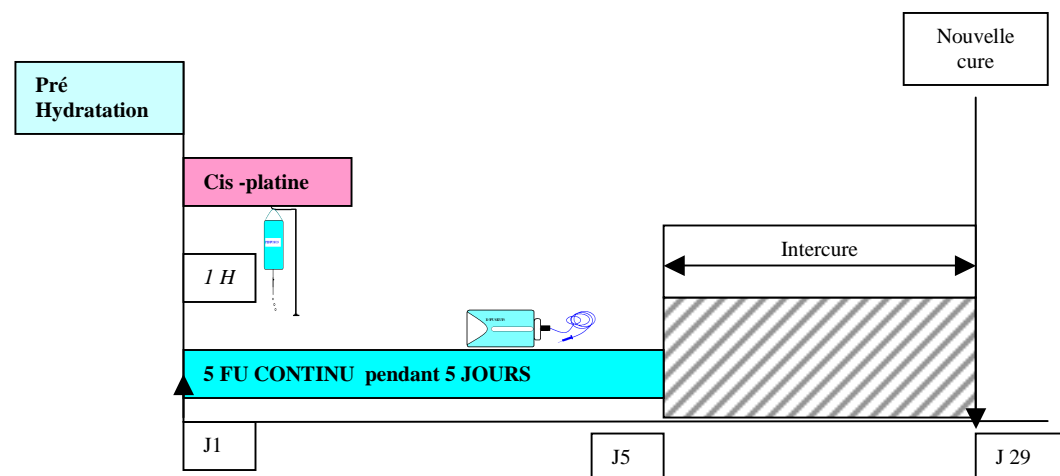 Nouvelle
cure
Pré
Hydratation
Cis -platine
Intercure
1 H
5 FU CONTINU pendant 5 JOURS
J1
J5
J 29